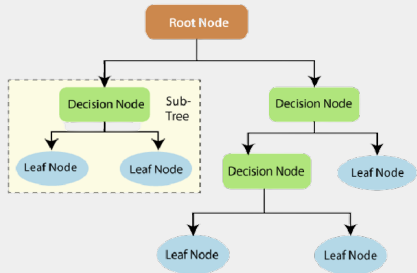 Root Node
Decision Node
Sub-
Tree
Decision Node
Leaf Node
Leaf Node
Decision Node
Leaf Node
Leaf Node
Leaf Node